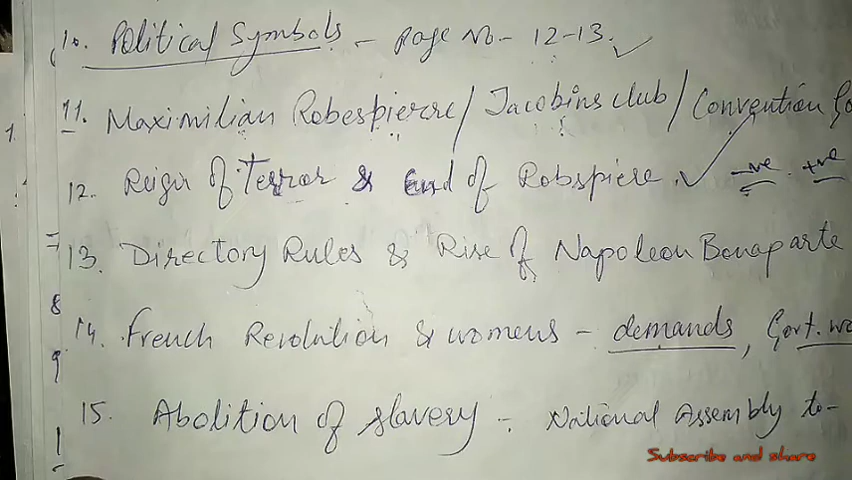 10. Political Symbols - Page No - 12-13.
11. Maximilian Robespierre/ Jacobins club/ Convention
12. Reign of Terror & End of Robspiere. -ve +ve
13. Directory Rules & Rise of Napoleon Bonaparte
14. French Revolution & womens - demands, Govt.
15. Abolition of slavery - National Assembly to-
Subscribe and share